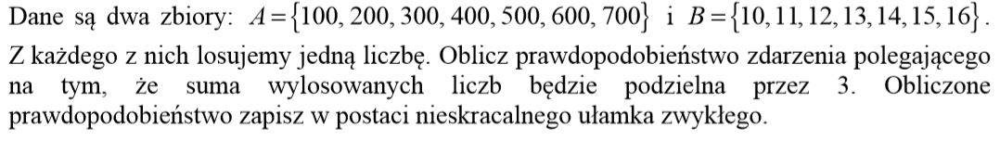 Dane są dwa zbiory: A = {100, 200, 300, 400, 500, 600, 700} i B = {10, 11, 12, 13, 14, 15, 16}.
Z każdego z nich losujemy jedną liczbę. Oblicz prawdopodobieństwo zdarzenia polegającego
na tym, że suma wylosowanych liczb będzie podzielna przez 3. Obliczone
prawdopodobieństwo zapisz w postaci nieskracalnego ułamka zwykłego.